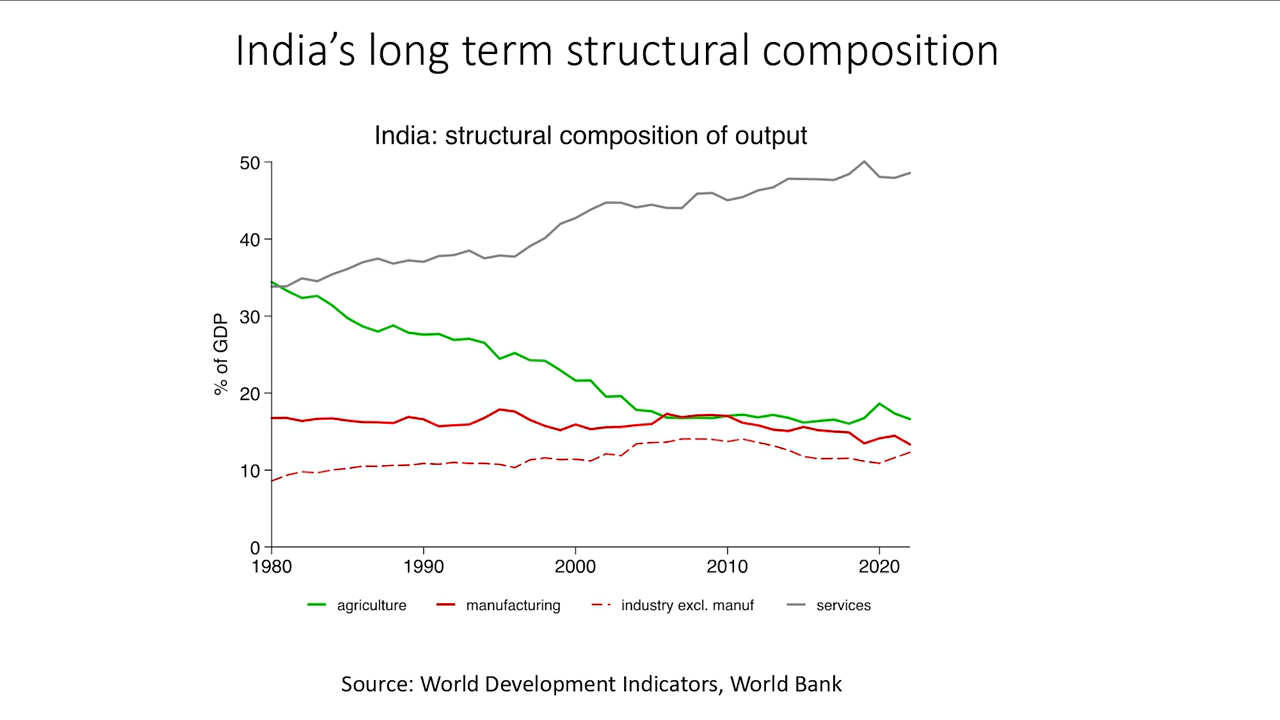 India’s long term structural composition
India: structural composition of output
50
40
30
20
10
0
% of GDP
1980 1990 2000 2010 2020
agriculture manufacturing industry excl. manuf services
Source: World Development Indicators, World Bank